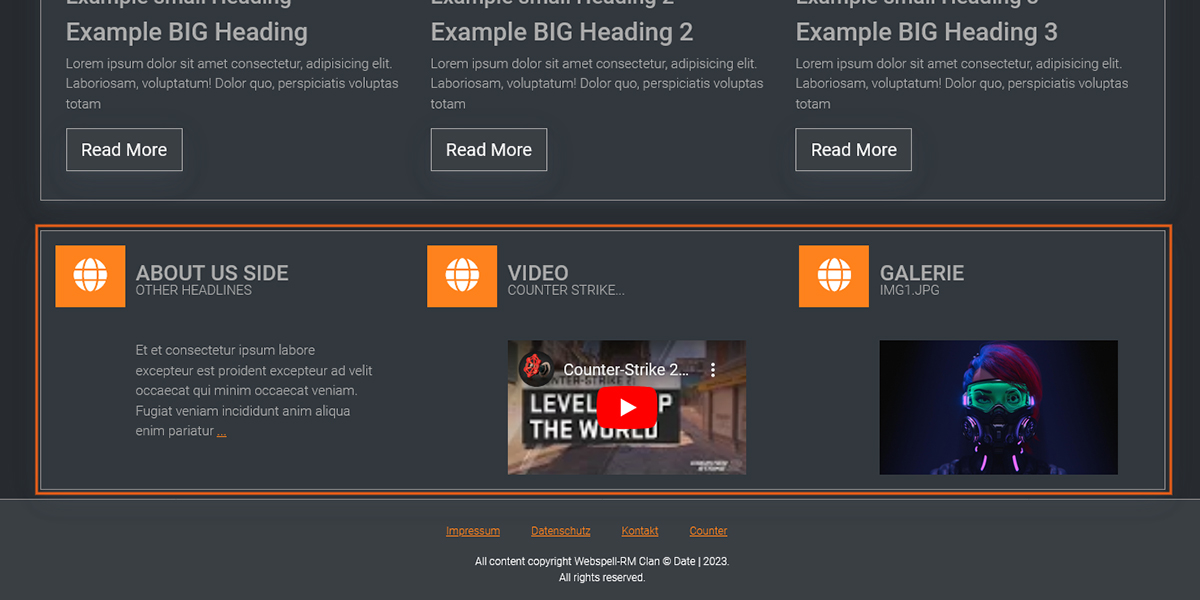 Example small Heading
Example small Heading 2
Example small Heading 3
Example BIG Heading
Example BIG Heading 2
Example BIG Heading 3
Lorem ipsum dolor sit amet consectetur, adipisicing elit.
Laboriosam, voluptatum! Dolor quo, perspiciatis voluptas
totam
Lorem ipsum dolor sit amet consectetur, adipisicing elit.
Laboriosam, voluptatum! Dolor quo, perspiciatis voluptas
totam
Lorem ipsum dolor sit amet consectetur, adipisicing elit.
Laboriosam, voluptatum! Dolor quo, perspiciatis voluptas
totam
Read More
Read More
Read More
ABOUT US SIDE
OTHER HEADLINES
Et et consectetur ipsum labore
excepteur est proident excepteur ad velit
occaecat qui minim occaecat veniam.
Fugiat veniam incididunt anim aliqua
enim pariatur ...
VIDEO
COUNTER STRIKE...
Counter-Strike 2...
COUNTER-STRIKE 2:
THE WORLD
GALERIE
IMG1.JPG
Impressum Datenschutz Kontakt Counter
All content copyright Webspell-RM Clan © Date | 2023.
All rights reserved.